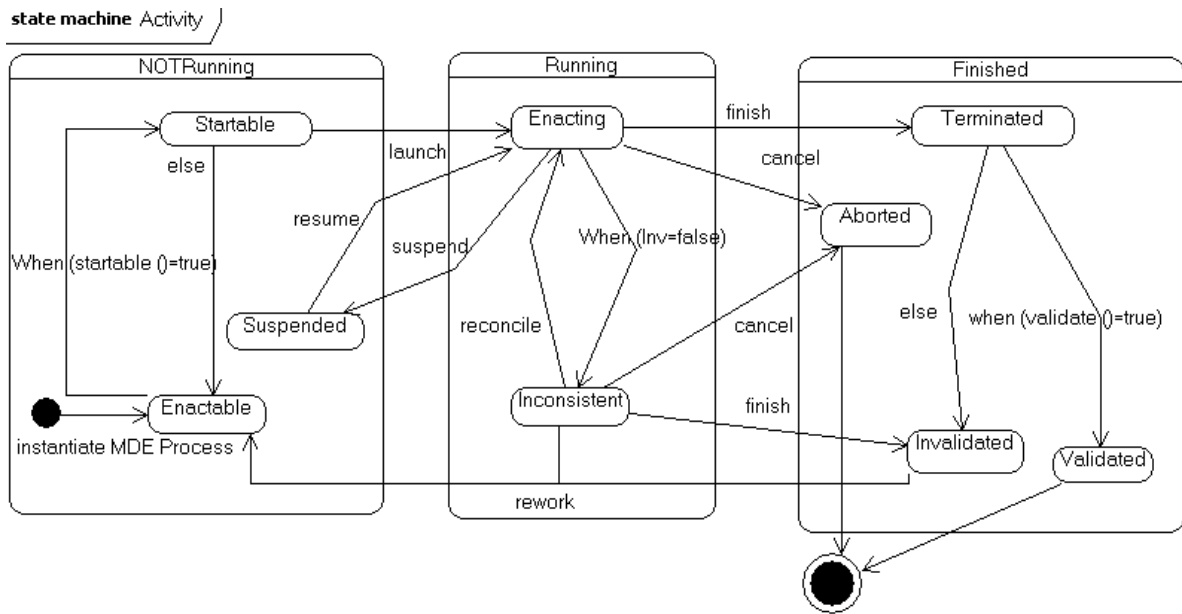 state machine Activity
NOTRunning
Running
Finished
Startable
Enacting
finish
Terminated
launch
cancel
else
Aborted
resume
When (Inv=false)
suspend
When (startable ()=true)
Suspended
reconcile
cancel
else
when (validate ()=true)
Enactable
Inconsistent
finish
instantiate MDE Process
Invalidated
Validated
rework